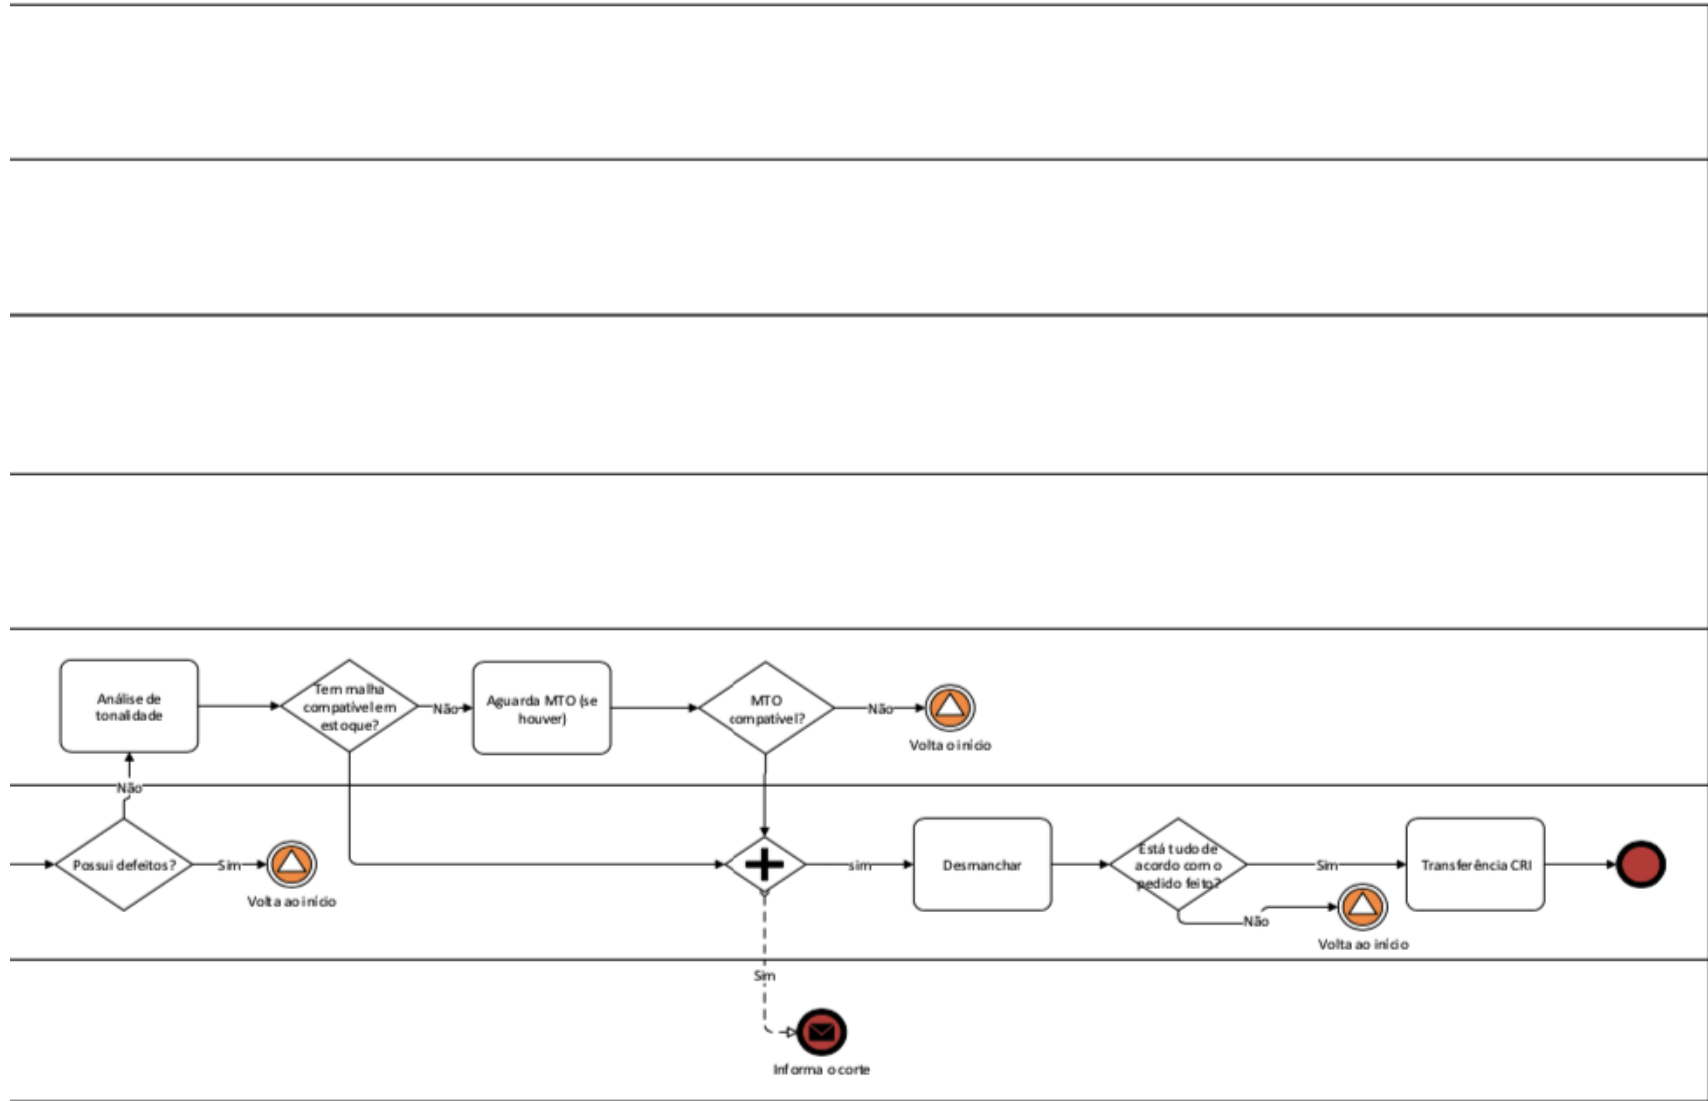 Análise de
tonalidade
Tem malha
compatível em
estoque?
Não
Aguarda MTO (se
houver)
MTO
compatível?
Não
Volta o início
Não
Possui defeitos?
Sim
Volta ao início
sim
Desmanchar
Está tudo de
acordo com o
pedido feito?
Sim
Transferência CRI
Não
Volta ao início
Sim
Informa o corte